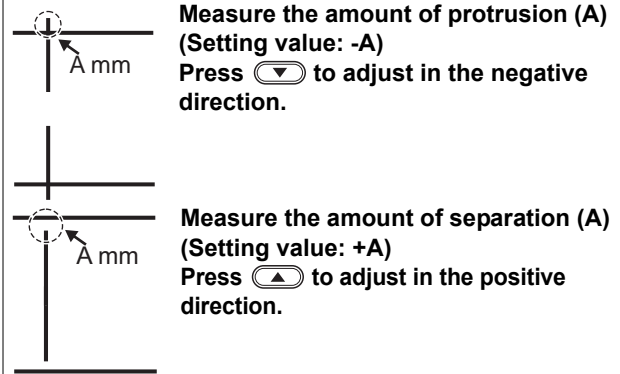 Measure the amount of protrusion (A)
(Setting value: -A)
A mm
Press to adjust in the negative
direction.
Measure the amount of separation (A)
(Setting value: +A)
A mm
Press to adjust in the positive
direction.